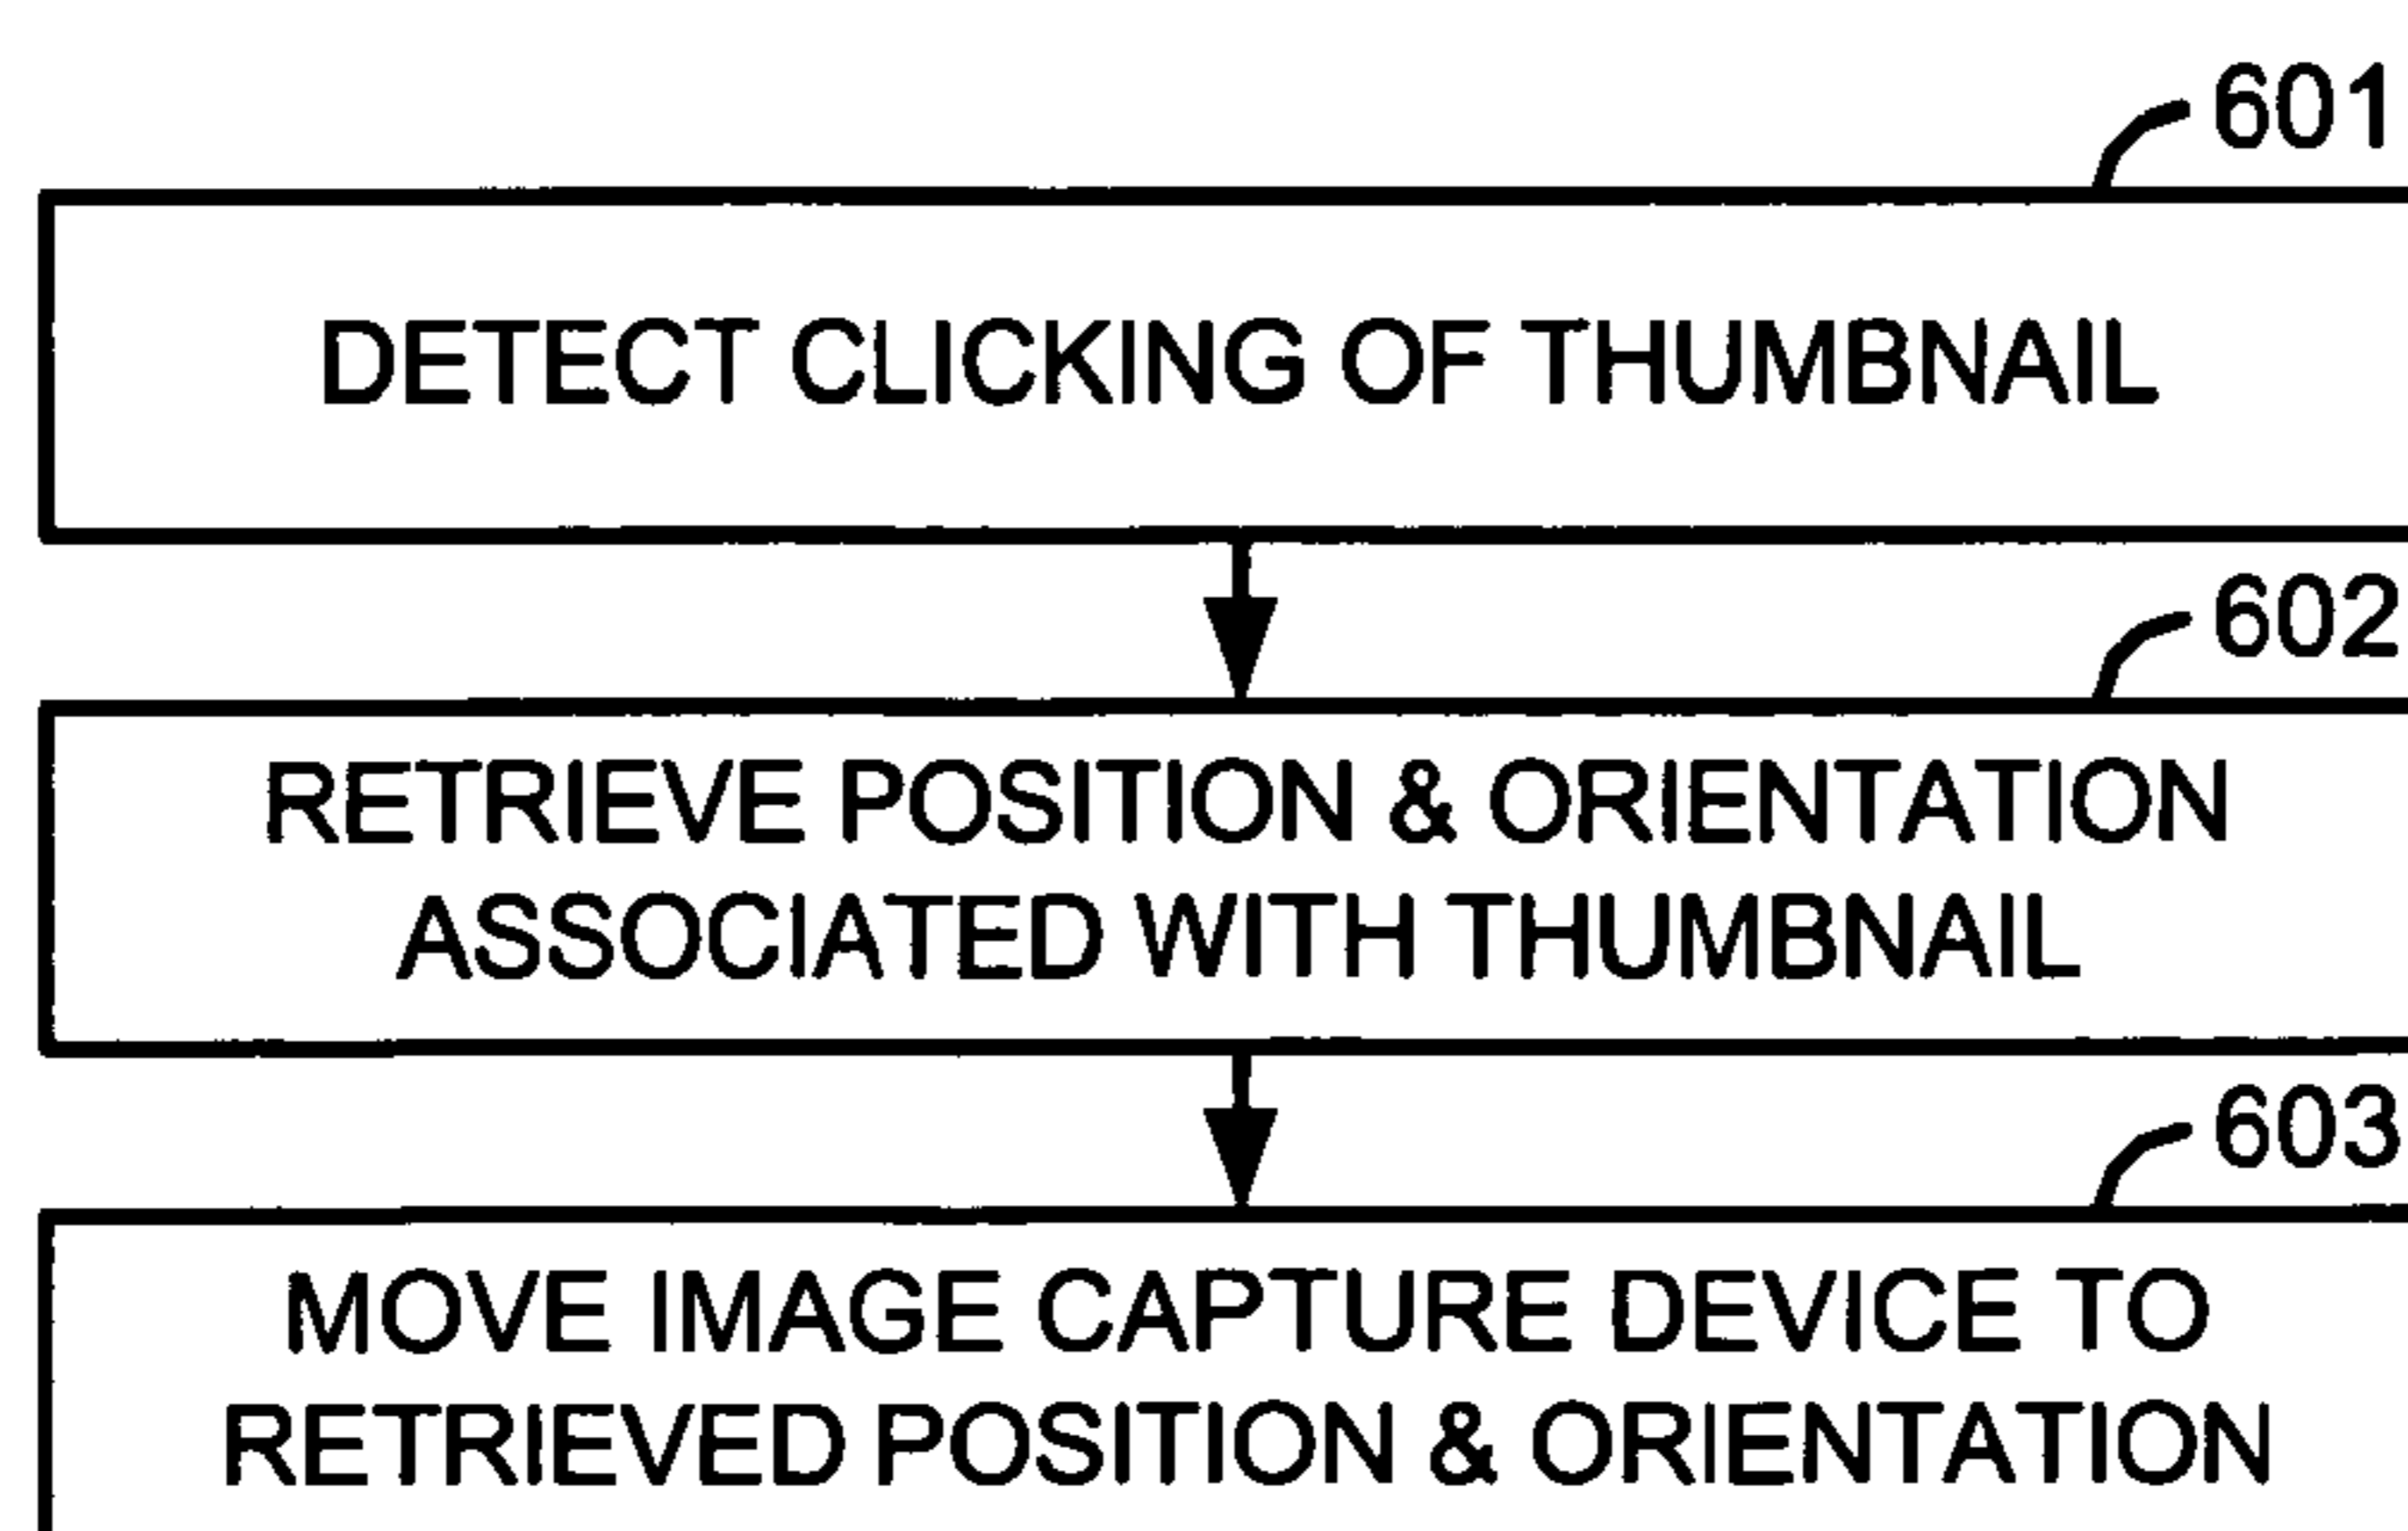 601
DETECT CLICKING OF THUMBNAIL
602
RETRIEVE POSITION & ORIENTATION
ASSOCIATED WITH THUMBNAIL
603
MOVE IMAGE CAPTURE DEVICE TO
RETRIEVED POSITION & ORIENTATION